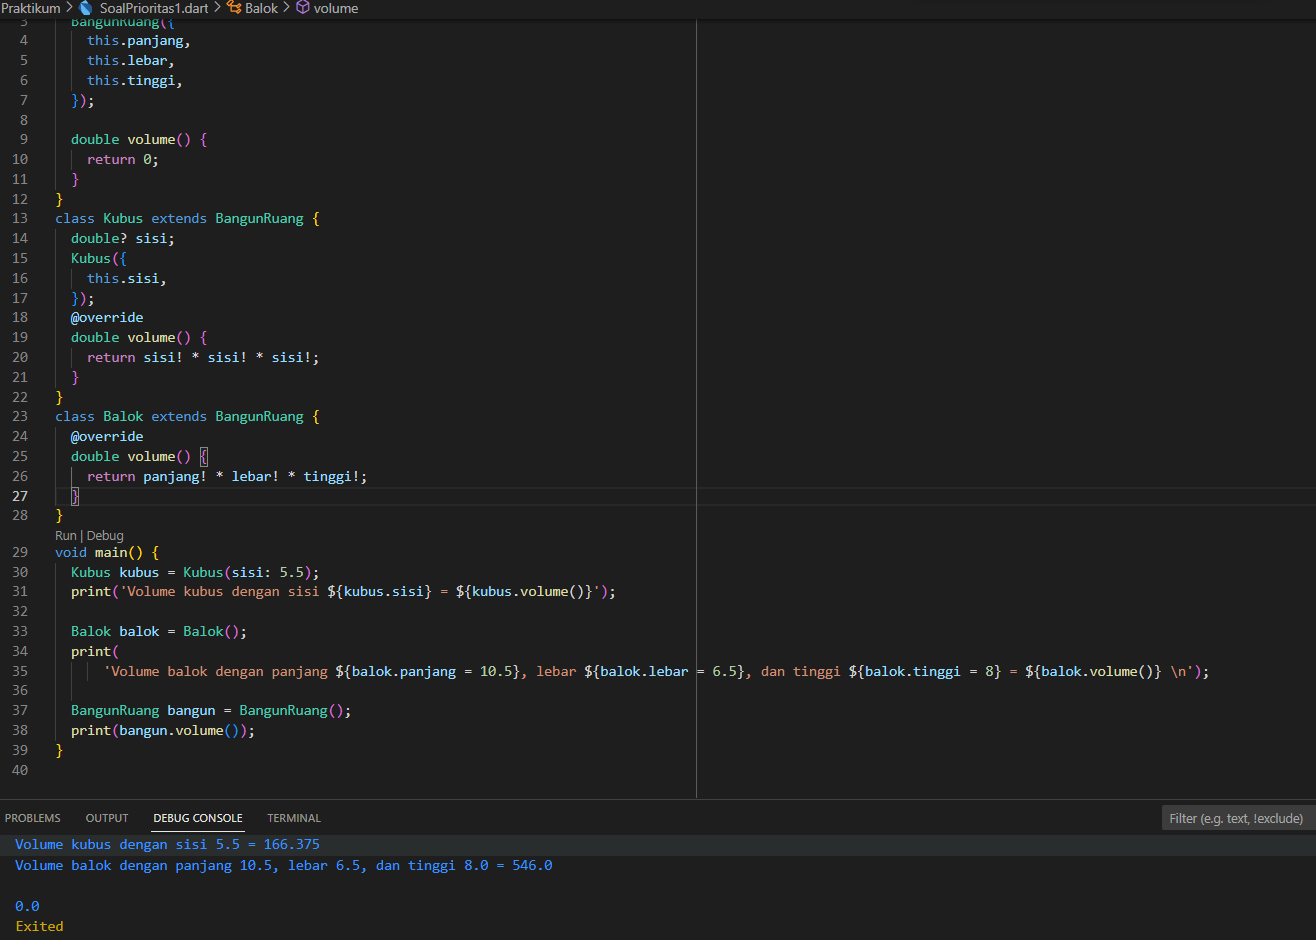 Praktikum > SoalPrioritas1.dart > Balok > volume
3   BangunRuang({
4     this.panjang,
5     this.lebar,
6     this.tinggi,
7   });
8
9   double volume() {
10     return 0;
11   }
12 }
13 class Kubus extends BangunRuang {
14   double? sisi;
15   Kubus({
16     this.sisi,
17   });
18   @override
19   double volume() {
20     return sisi! * sisi! * sisi!;
21   }
22 }
23 class Balok extends BangunRuang {
24   @override
25   double volume() {
26     return panjang! * lebar! * tinggi!;
27   }
28 }
Run | Debug
29 void main() {
30   Kubus kubus = Kubus(sisi: 5.5);
31   print('Volume kubus dengan sisi ${kubus.sisi} = ${kubus.volume()}');
32
33   Balok balok = Balok();
34   print(
35       'Volume balok dengan panjang ${balok.panjang = 10.5}, lebar ${balok.lebar = 6.5}, dan tinggi ${balok.tinggi = 8} = ${balok.volume()} \n');
36
37   BangunRuang bangun = BangunRuang();
38   print(bangun.volume());
39 }
40
PROBLEMS OUTPUT DEBUG CONSOLE TERMINAL Filter (e.g. text, !exclude)
Volume kubus dengan sisi 5.5 = 166.375
Volume balok dengan panjang 10.5, lebar 6.5, dan tinggi 8.0 = 546.0
0.0
Exited